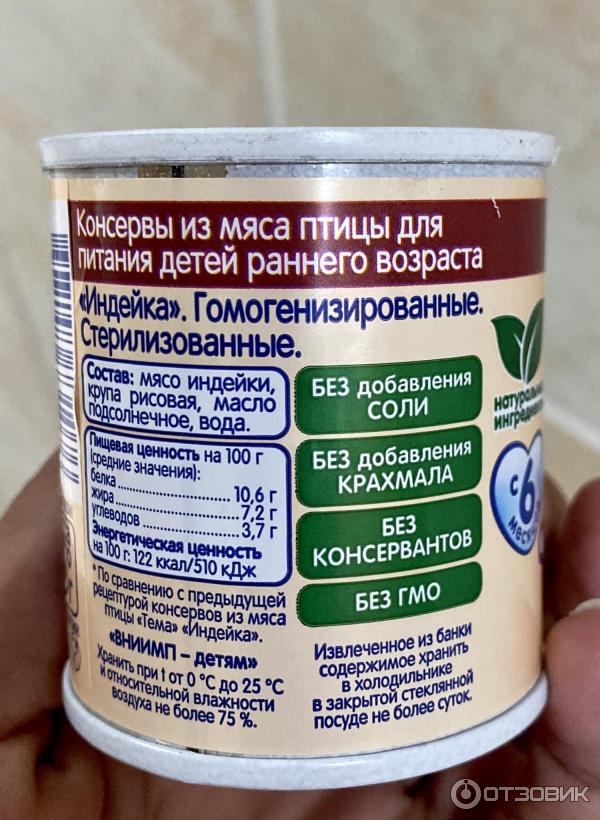 Консервы из мяса птицы для
питания детей раннего возраста
«Индейка». Гомогенизированные.
Стерилизованные.
Состав: мясо индейки,
крупа рисовая, масло
подсолнечное, вода.
Пищевая ценность на 100 г
(средние значения):
белка..................10,6 г
жира....................7,2 г
углеводов............3,7 г
Энергетическая ценность
на 100 г: 122 ккал/510 кДж
*По сравнению с предыдущей
рецептурой консервов из мяса
птицы «Тема» «Индейка».
«ВНИИМП – детям»
Хранить при t от 0 °С до 25 °С
и относительной влажности
воздуха не более 75 %.
БЕЗ добавления
СОЛИ
БЕЗ добавления
КРАХМАЛА
БЕЗ
КОНСЕРВАНТОВ
БЕЗ ГМО
Извлеченное из банки
содержимое хранить
в холодильнике
в закрытой стеклянной
посуде не более суток.
с 6
ОТЗОВИК